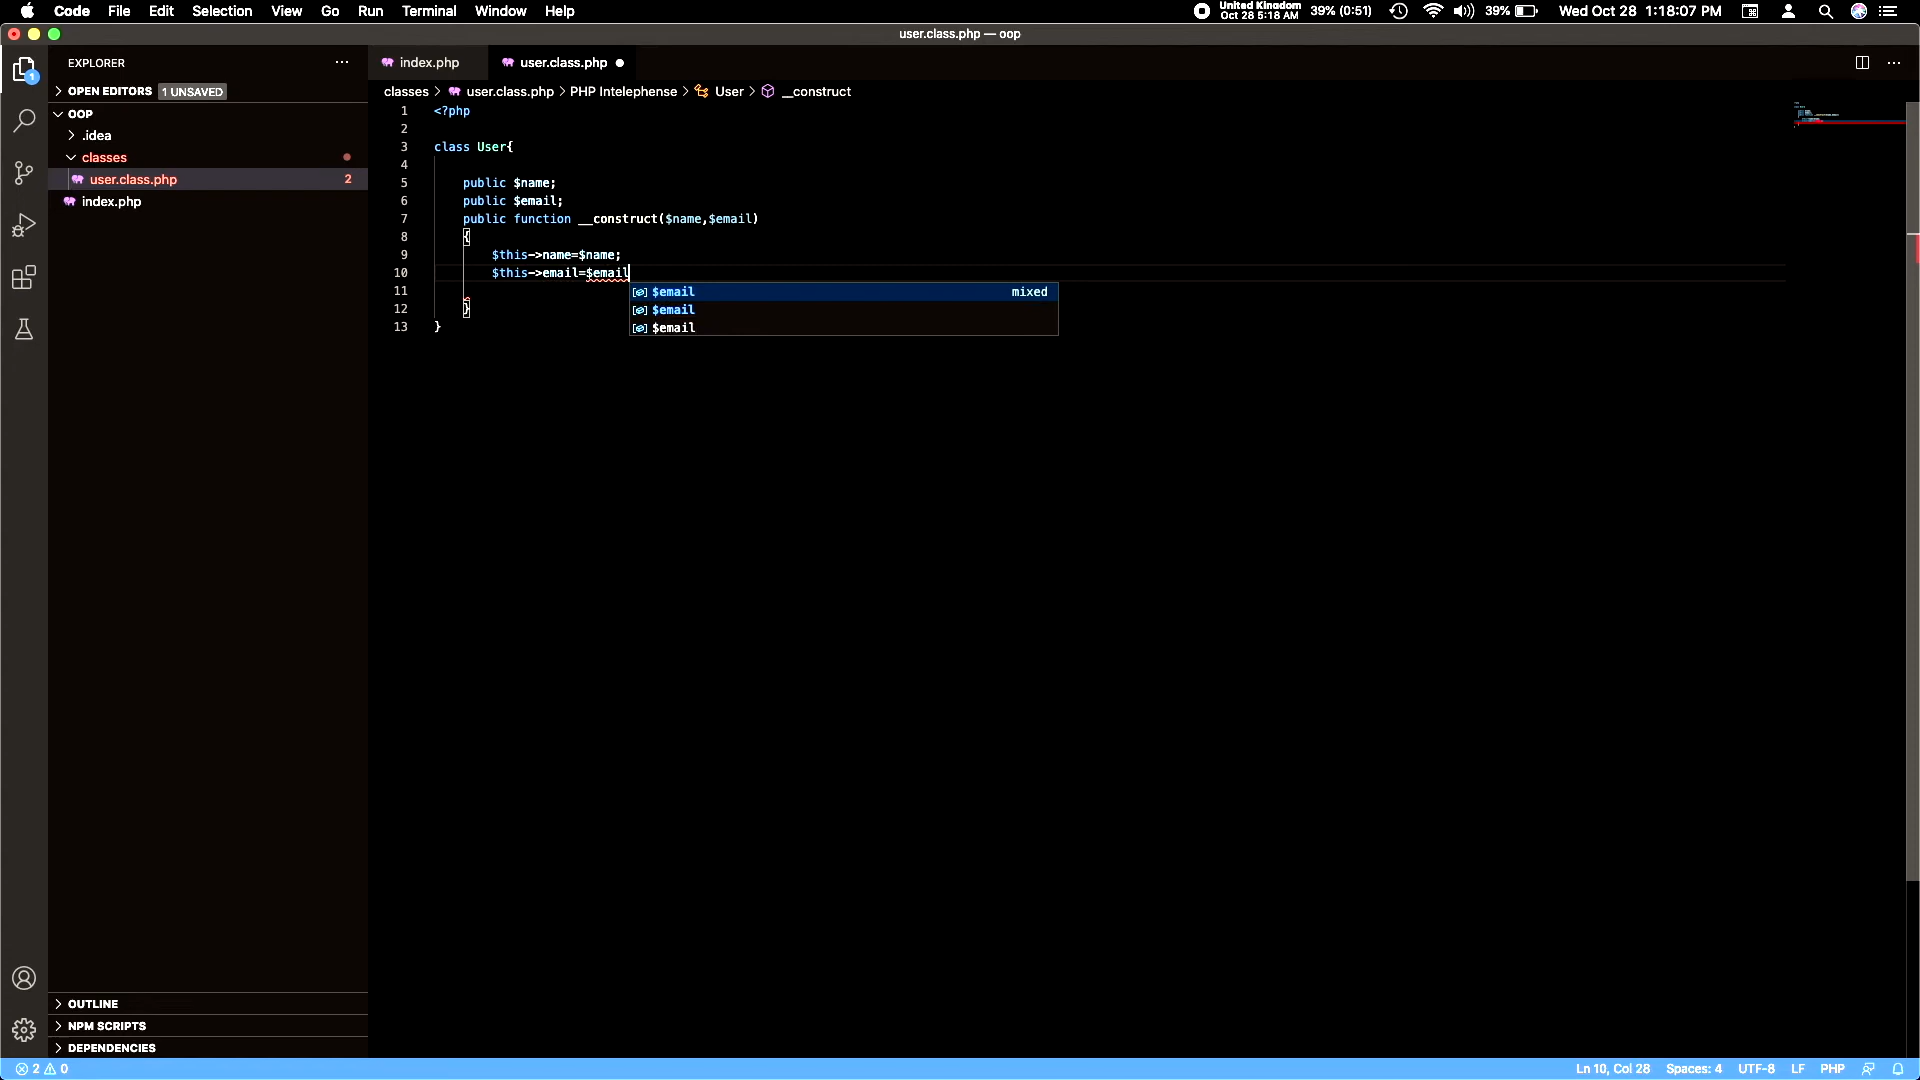 Code File Edit Selection View Go Run Terminal Window Help United Kingdom Oct 28 5:18 AM 39% (0:51) 39% Wed Oct 28 1:18:07 PM
user.class.php — oop
EXPLORER
index.php user.class.php
OPEN EDITORS 1 UNSAVED
classes > user.class.php > PHP Intelephense > User > __construct
OOP
.idea
classes
user.class.php 2
index.php
1 <?php
2
3 class User{
4
5 public $name;
6 public $email;
7 public function __construct($name,$email)
8 {
9 $this->name=$name;
10 $this->email=$email
11
12 }
13 }
$email mixed
$email
$email
OUTLINE
NPM SCRIPTS
DEPENDENCIES
2 0 Ln 10, Col 28 Spaces: 4 UTF-8 LF PHP
1